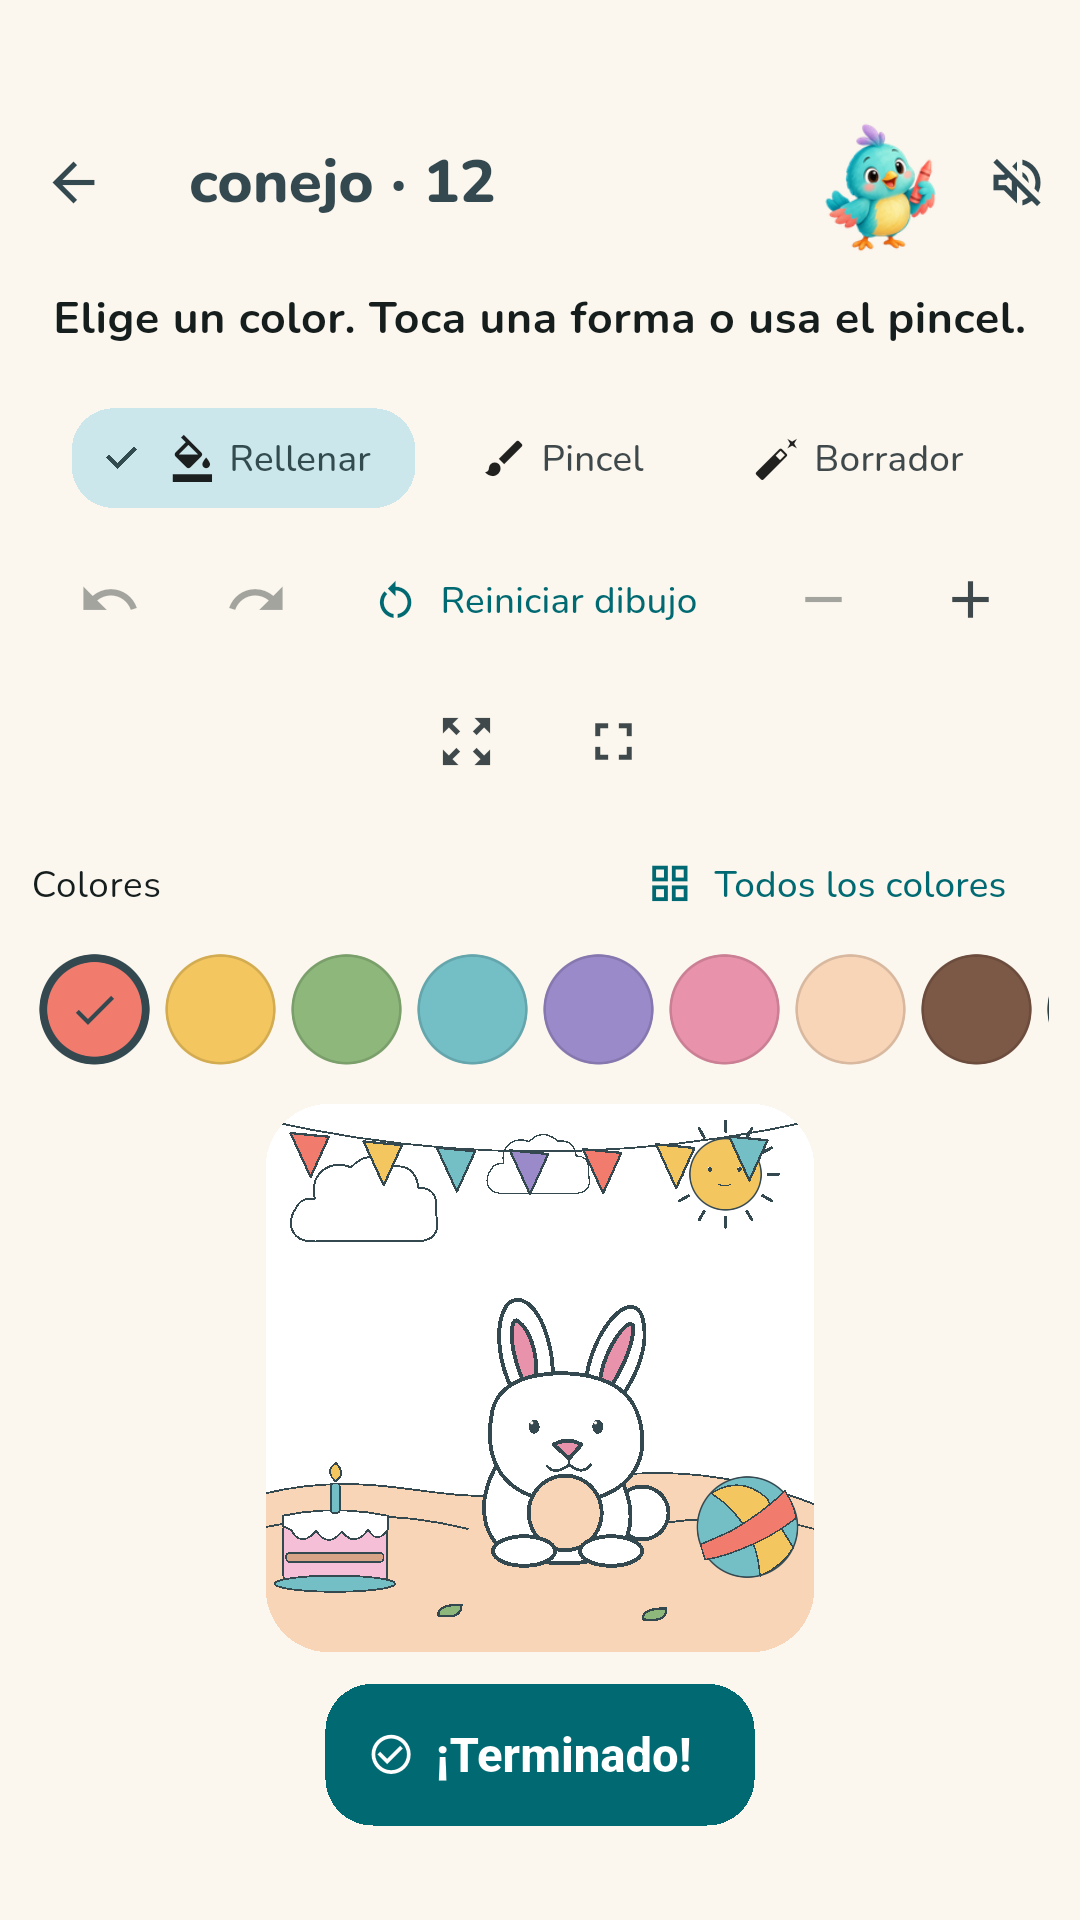 conejo · 12
Elige un color. Toca una forma o usa el pincel.
Rellenar
Pincel
Borrador
Reiniciar dibujo
Colores
Todos los colores
¡Terminado!